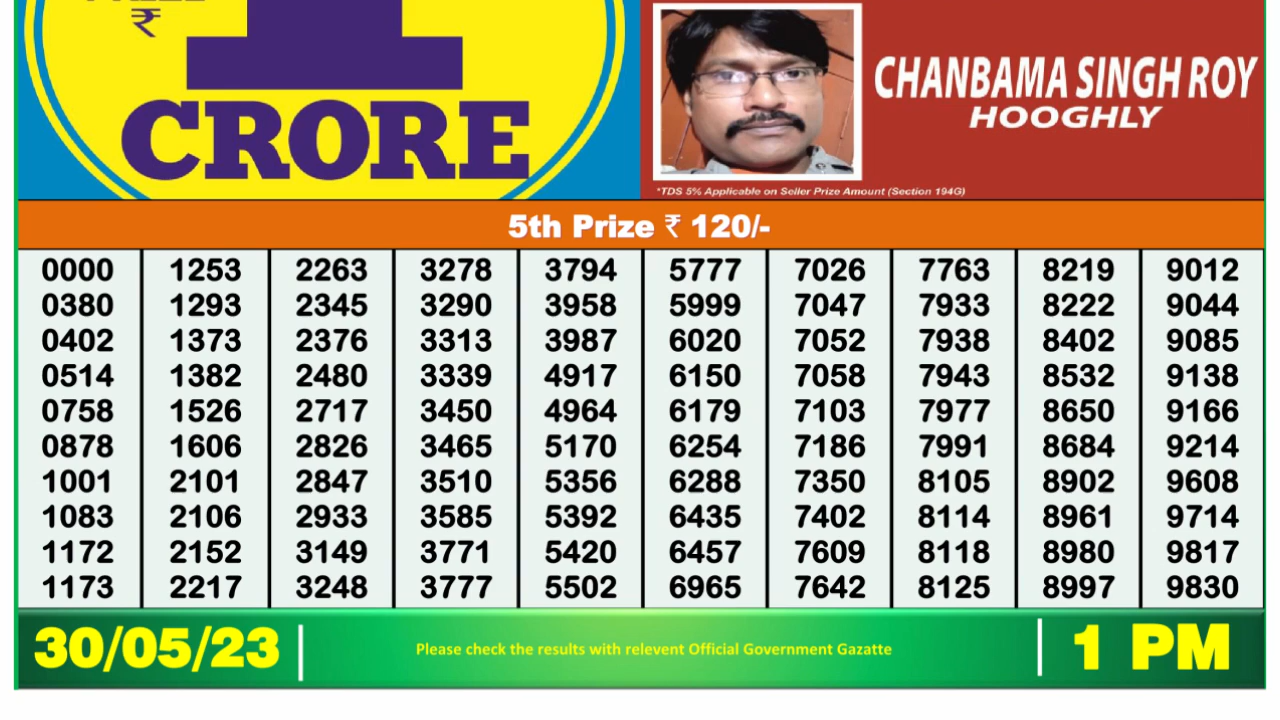 ₹
1
CRORE
CHANBAMA SINGH ROY
HOOGHLY
*TDS 5% Applicable on Seller Prize Amount (Section 194G)
5th Prize ₹ 120/-
0000 1253 2263 3278 3794 5777 7026 7763 8219 9012
0380 1293 2345 3290 3958 5999 7047 7933 8222 9044
0402 1373 2376 3313 3987 6020 7052 7938 8402 9085
0514 1382 2480 3339 4917 6150 7058 7943 8532 9138
0758 1526 2717 3450 4964 6179 7103 7977 8650 9166
0878 1606 2826 3465 5170 6254 7186 7991 8684 9214
1001 2101 2847 3510 5356 6288 7350 8105 8902 9608
1083 2106 2933 3585 5392 6435 7402 8114 8961 9714
1172 2152 3149 3771 5420 6457 7609 8118 8980 9817
1173 2217 3248 3777 5502 6965 7642 8125 8997 9830
30/05/23 Please check the results with relevent Official Government Gazatte 1 PM